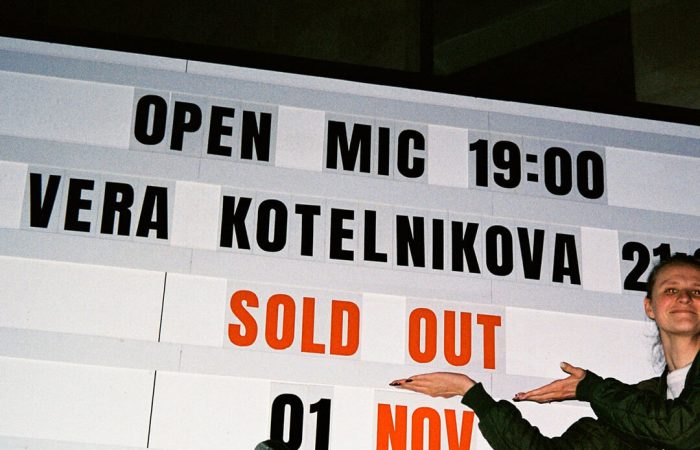 OPEN MIC 19:00
VERA KOTELNIKOVA
SOLD OUT
01 NOV